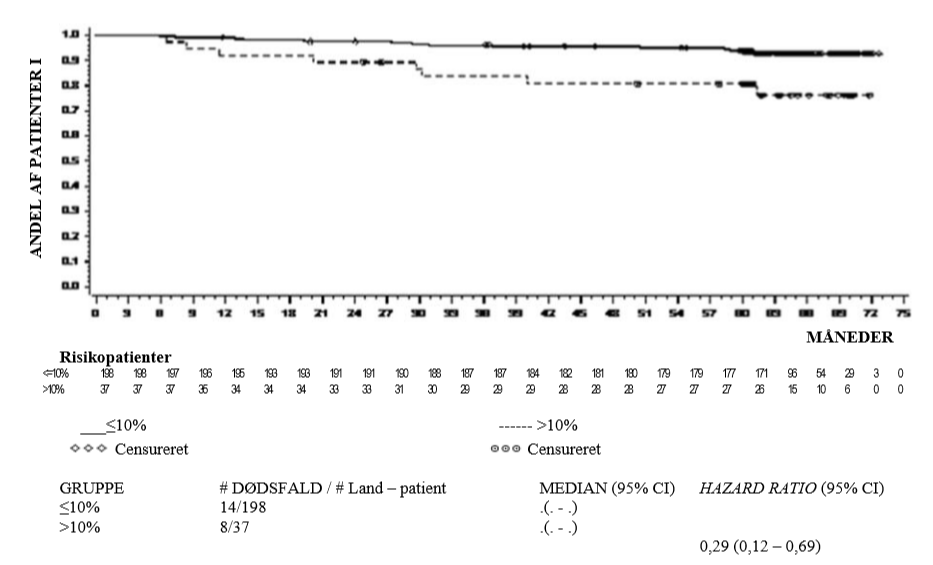 ANDEL AF PATIENTER I
1.0
0.9
0.8
0.7
0.6
0.5
0.4
0.3
0.2
0.1
0.0
0 3 6 9 12 15 18 21 24 27 30 33 36 39 42 45 48 51 54 57 60 63 66 69 72 75
MÅNEDER
Risikopatienter
<=10% 198 198 197 196 195 193 193 191 191 190 188 187 187 184 182 181 180 179 179 177 171 96 54 29 3 0
>10% 37 37 37 35 34 34 34 33 33 31 30 29 29 29 28 28 28 27 27 27 26 15 10 6 0 0
≤10% >10%
Censureret Censureret
GRUPPE # DØDSFALD / # Land – patient MEDIAN (95% CI) HAZARD RATIO (95% CI)
≤10% 14/198 .(. - .)
>10% 8/37 .(. - .)
0,29 (0,12 – 0,69)